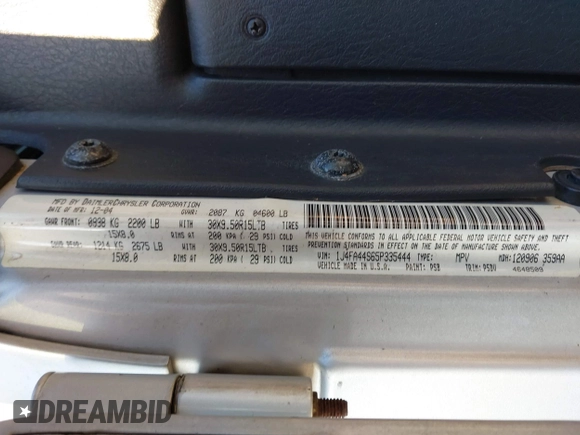 MFD BY DAIMLERCHRYSLER CORPORATION
DATE OF MFR 12-04 GVWR: 2087 KG 04600 LB
GAWR FRONT: 0998 KG 2200 LB WITH 30X9.50R15LTB TIRES
15X8.0 RIMS AT 200 KPA ( 29 PSI) COLD
GAWR REAR: 1214 KG 2675 LB WITH 30X9.50R15LTB TIRES
15X8.0 RIMS AT 200 KPA ( 29 PSI) COLD
THIS VEHICLE CONFORMS TO ALL APPLICABLE FEDERAL MOTOR VEHICLE SAFETY AND THEFT
PREVENTION STANDARDS IN EFFECT ON THE DATE OF MANUFACTURE SHOWN ABOVE.
VIN: 1J4FA44S65P335444 TYPE: MPV MDH: 120906 359AA
VEHICLE MADE IN U.S.A. PAINT: PSB TRIM: 4648503
DREAMBID